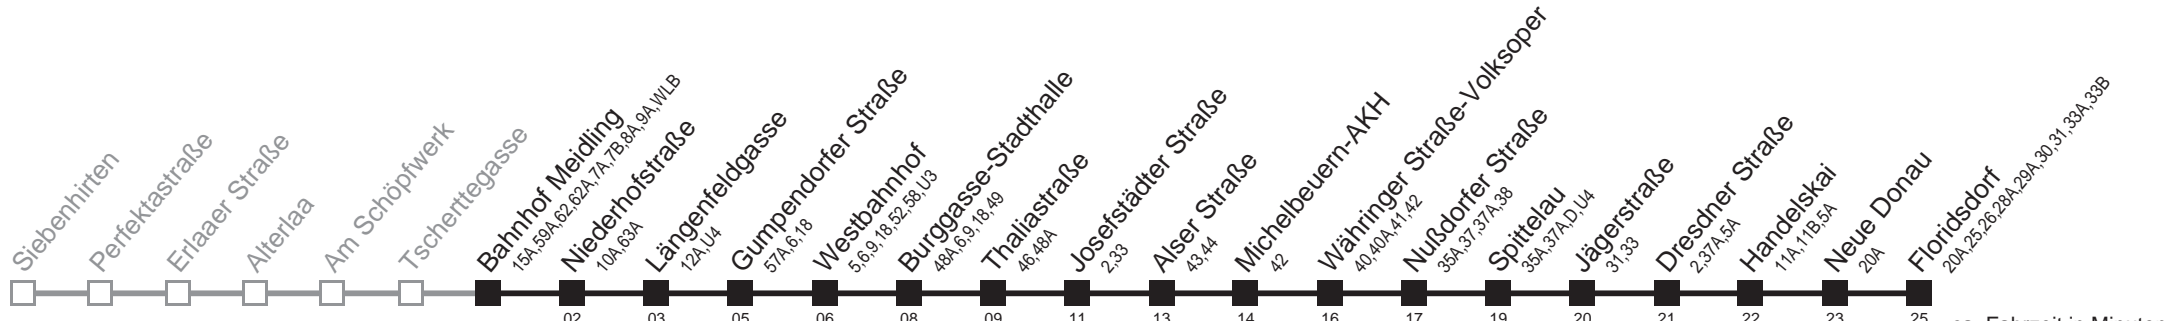 Siebenhirten
Perfektastraße
Erlaaer Straße
Alterlaa
Am Schöpfwerk
Tscherttegasse
Bahnhof Meidling
15A,59A,62,62A,7A,7B,8A,9A,WLB
Niederhofstraße
10A,63A
Längenfeldgasse
12A,U4
Gumpendorfer Straße
57A,6,18
Westbahnhof
5,6,9,18,52,58,U3
Burggasse-Stadthalle
48A,6,9,18,49
Thaliastraße
46,48A
Josefstädter Straße
2,33
Alser Straße
43,44
Michelbeuern-AKH
42
Währinger Straße-Volksoper
40,40A,41,42
Nußdorfer Straße
35A,37,37A,38
Spittelau
35A,37A,D,U4
Jägerstraße
31,33
Dresdner Straße
2,37A,5A
Handelskai
11A,11B,5A
Neue Donau
20A
Floridsdorf
20A,25,26,28A,29A,30,31,33A,33B
02 03 05 06 08 09 11 13 14 16 17 19 20 21 22 23 25
ca. Fahrzeit in Minuten